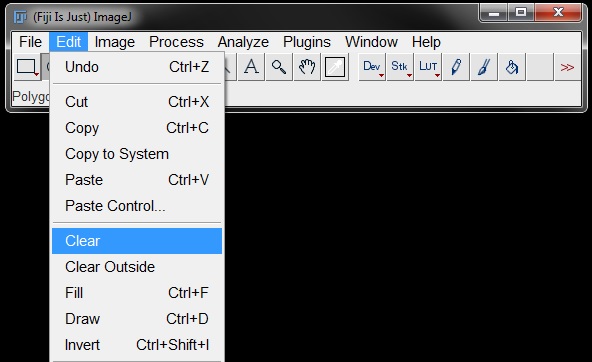 (Fiji Is Just) ImageJ
File Edit Image Process Analyze Plugins Window Help
A Dev Stk LUT >>
Undo Ctrl+Z
Cut Ctrl+X
Copy Ctrl+C
Copy to System
Paste Ctrl+V
Paste Control...
Clear
Clear Outside
Fill Ctrl+F
Draw Ctrl+D
Invert Ctrl+Shift+I